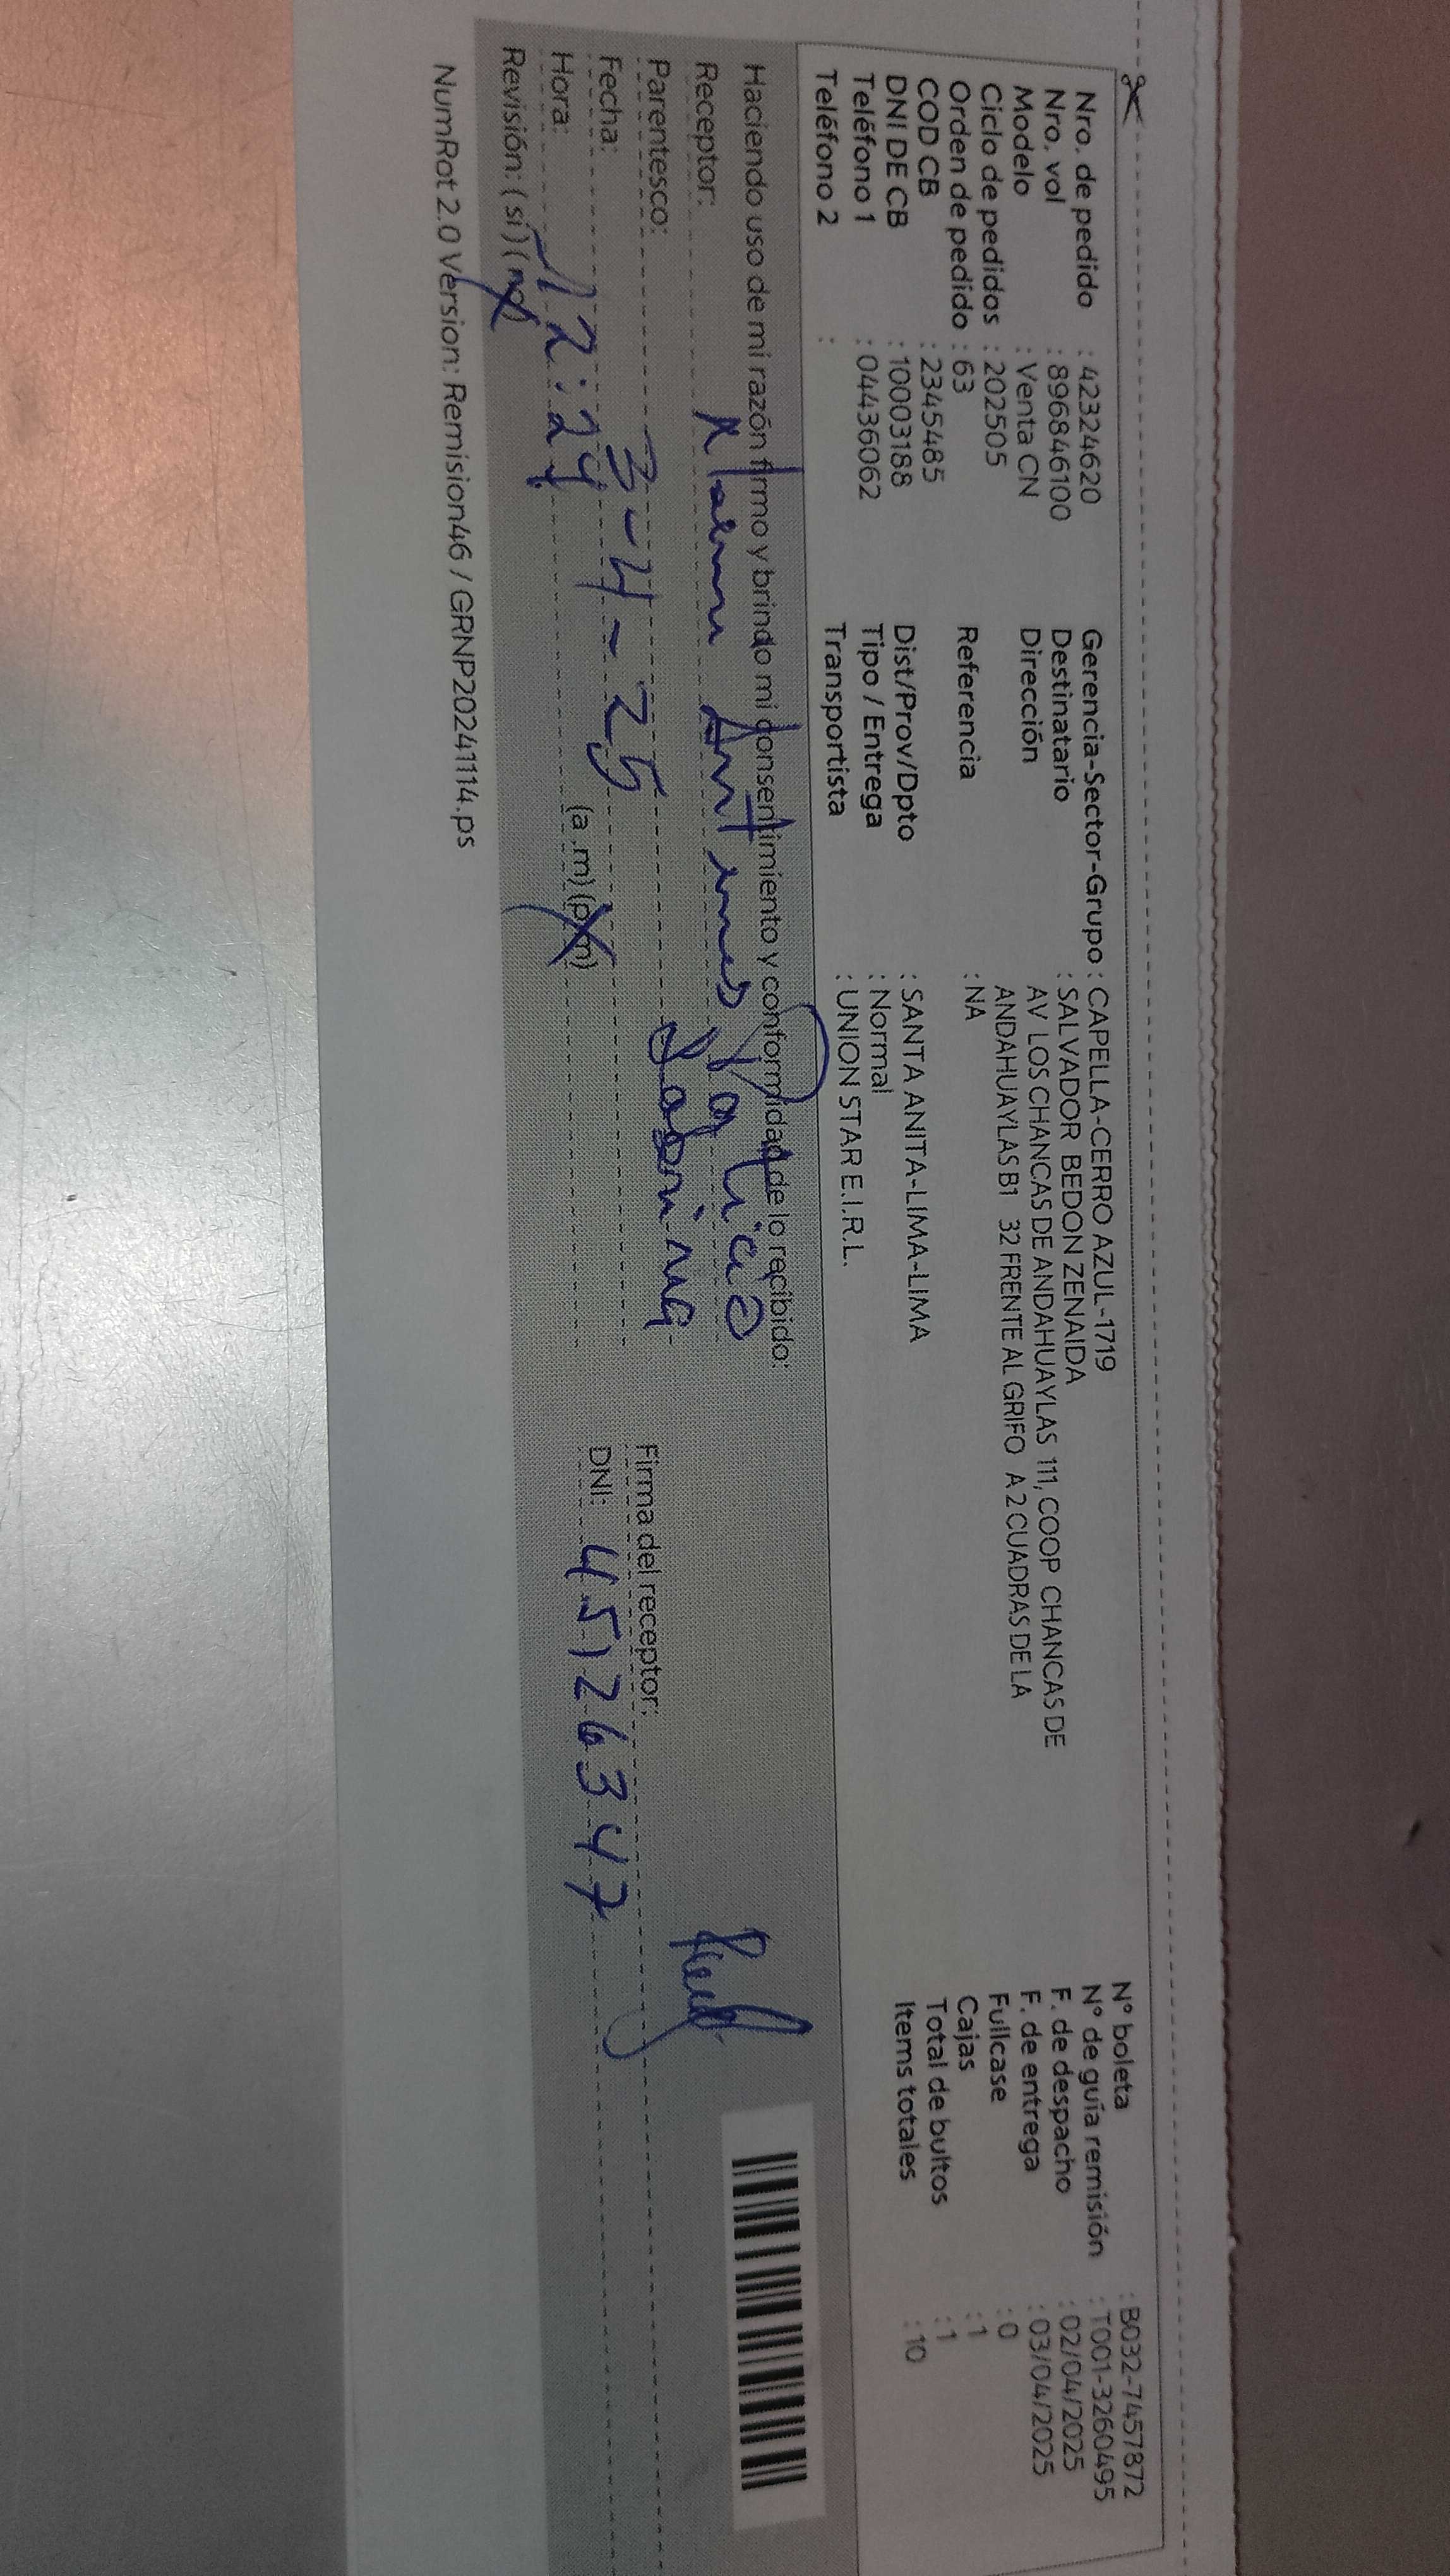 Nro. de pedido : 42324620
Nro. vol : 8968846100
Modelo : Venta CN
Ciclo de pedidos : 202505
Orden de pedido : 63
COD CB : 2345485
DNI DE CB : 10003188
Teléfono 1 : 04436062
Teléfono 2 :
Gerencia-Sector-Grupo : CAPELLA-CERRO AZUL-1719
Destinatario : SALVADOR BEDON ZENAIDA
Dirección AV LOS CHANCAS DE ANDAHUAYLAS 111, COOP CHANCAS DE
ANDAHUAYLAS B1 32 FRENTE AL GRIFO A 2 CUADRAS DE LA
Referencia : NA
Dist/Prov/Dpto : SANTA ANITA-LIMA-LIMA
Tipo / Entrega : Normal
Transportista : UNION STAR E.I.R.L.
N° boleta : B032-7457872
N° de guía remisión : T001-3260495
F. de despacho : 02/04/2025
F. de entrega : 03/04/2025
Fullcase : 0
Cajas : 1
Total de bultos : 1
Items totales : 10
Haciendo uso de mi razón firmo y brindo mi consentimiento y conformidad de lo recibido:
Receptor:
Parentesco:
Fecha: 3-4-25
Hora: 12:24 (a.m) (p.m)
Revisión: (si) (no)
Firma del receptor:
DNI: 45126347
NumRot 2.0 Version: Remision46 / GRNP20241114.ps